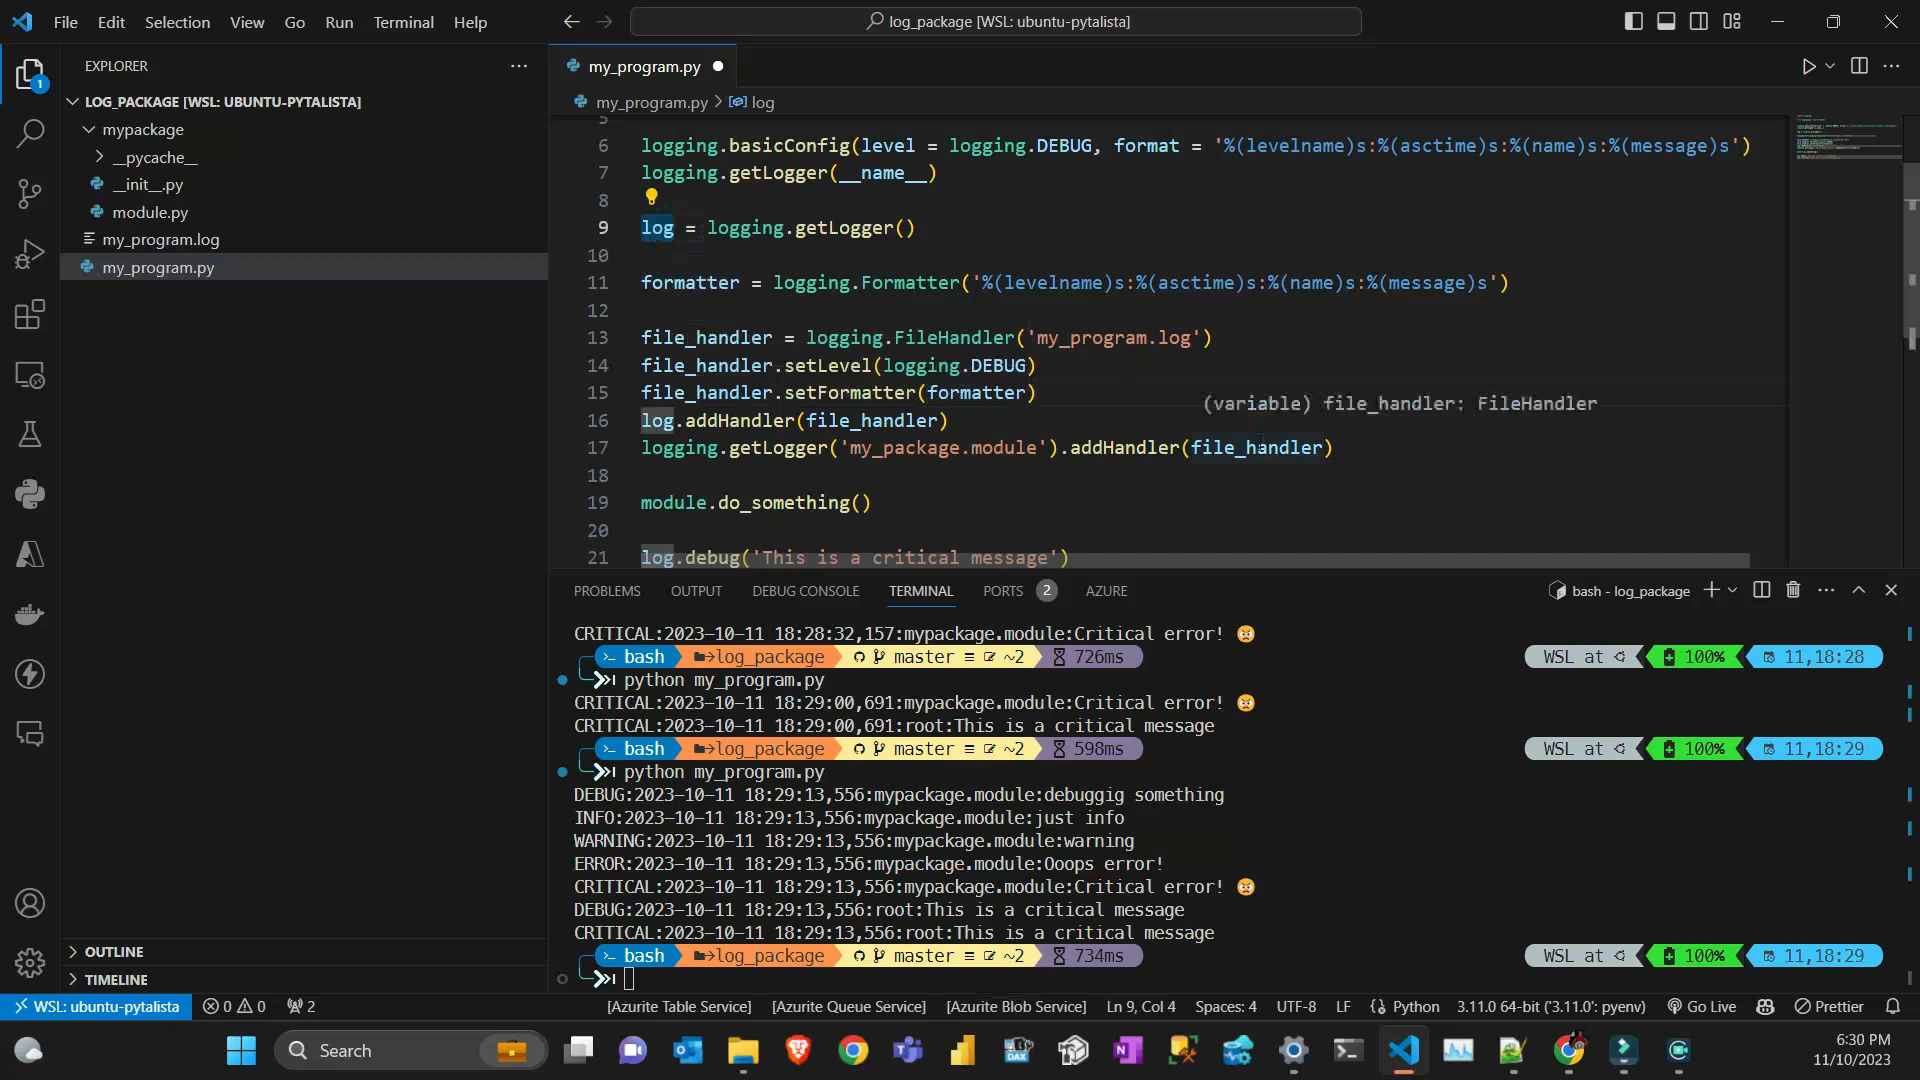 File Edit Selection View Go Run Terminal Help
log_package [WSL: ubuntu-pytalista]
EXPLORER
1
LOG_PACKAGE [WSL: UBUNTU-PYTALISTA]
mypackage
__pycache__
__init__.py
module.py
my_program.log
my_program.py
OUTLINE
TIMELINE
my_program.py
my_program.py > log
5
6 logging.basicConfig(level = logging.DEBUG, format = '%(levelname)s:%(asctime)s:%(name)s:%(message)s')
7 logging.getLogger(__name__)
8
9 log = logging.getLogger()
10
11 formatter = logging.Formatter('%(levelname)s:%(asctime)s:%(name)s:%(message)s')
12
13 file_handler = logging.FileHandler('my_program.log')
14 file_handler.setLevel(logging.DEBUG)
15 file_handler.setFormatter(formatter)
(variable) file_handler: FileHandler
16 log.addHandler(file_handler)
17 logging.getLogger('my_package.module').addHandler(file_handler)
18
19 module.do_something()
20
21 log.debug('This is a critical message')
PROBLEMS OUTPUT DEBUG CONSOLE TERMINAL PORTS 2 AZURE
bash - log_package
CRITICAL:2023-10-11 18:28:32,157:mypackage.module:Critical error! 😡
bash log_package master ≡ ~2 726ms WSL at 100% 11,18:28
python my_program.py
CRITICAL:2023-10-11 18:29:00,691:mypackage.module:Critical error! 😡
CRITICAL:2023-10-11 18:29:00,691:root:This is a critical message
bash log_package master ≡ ~2 598ms WSL at 100% 11,18:29
python my_program.py
DEBUG:2023-10-11 18:29:13,556:mypackage.module:debuggig something
INFO:2023-10-11 18:29:13,556:mypackage.module:just info
WARNING:2023-10-11 18:29:13,556:mypackage.module:warning
ERROR:2023-10-11 18:29:13,556:mypackage.module:Ooops error!
CRITICAL:2023-10-11 18:29:13,556:mypackage.module:Critical error! 😡
DEBUG:2023-10-11 18:29:13,556:root:This is a critical message
CRITICAL:2023-10-11 18:29:13,556:root:This is a critical message
bash log_package master ≡ ~2 734ms WSL at 100% 11,18:29
WSL: ubuntu-pytalista 0 0 2 [Azurite Table Service] [Azurite Queue Service] [Azurite Blob Service] Ln 9, Col 4 Spaces: 4 UTF-8 LF Python 3.11.0 64-bit ('3.11.0': pyenv) Go Live Prettier
Search
DAX
6:30 PM
11/10/2023